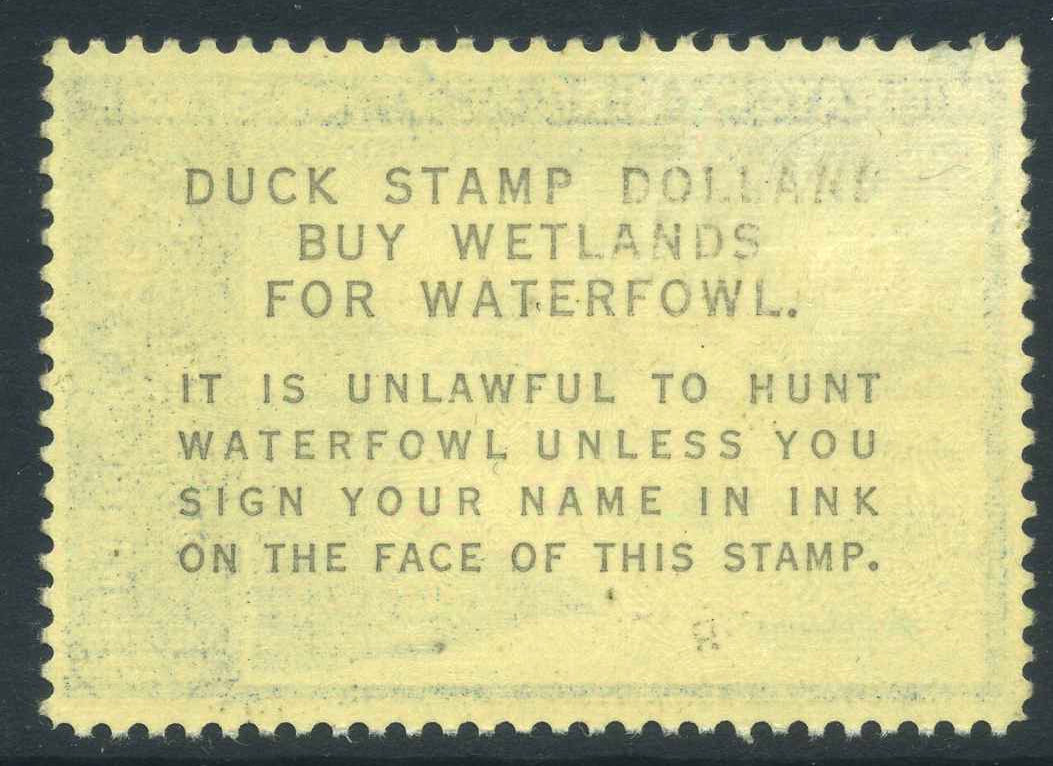 DUCK STAMP
BUY WETLANDS
FOR WATERFOWL.
IT IS UNLAWFUL TO HUNT
WATERFOWL UNLESS YOU
SIGN YOUR NAME IN INK
ON THE FACE OF THIS STAMP.